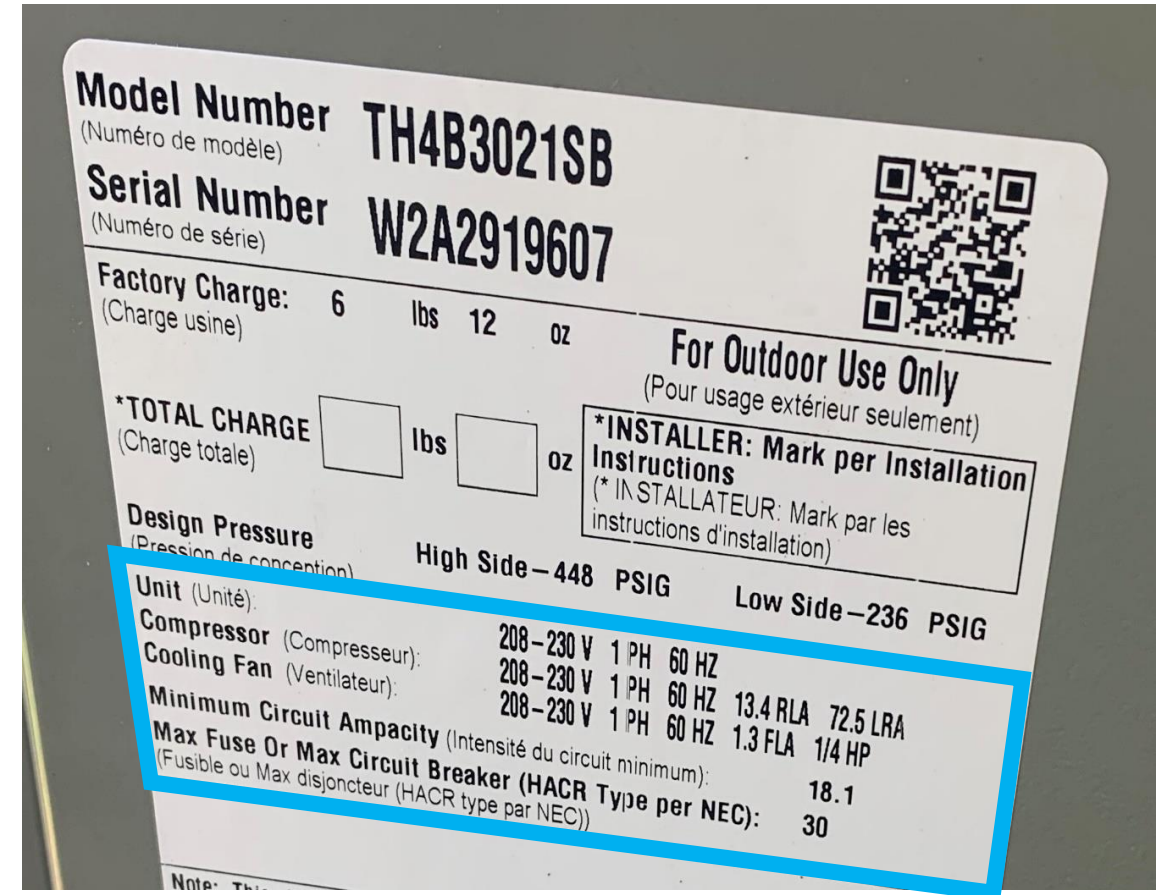 Model Number TH4B3021SB
(Numéro de modèle)
Serial Number W2A2919607
(Numéro de série)
Factory Charge: 6 lbs 12 oz
(Charge usine)
For Outdoor Use Only
(Pour usage extérieur seulement)
*TOTAL CHARGE lbs oz
(Charge totale)
*INSTALLER: Mark per Installation
Instructions
(* INSTALLATEUR: Mark par les
instructions d'installation)
Design Pressure High Side—448 PSIG Low Side—236 PSIG
(Pression de conception)
Unit (Unité): 208-230 V 1 PH 60 HZ
Compressor (Compresseur): 208-230 V 1 PH 60 HZ 13.4 RLA 72.5 LRA
Cooling Fan (Ventilateur): 208-230 V 1 PH 60 HZ 1.3 FLA 1/4 HP
Minimum Circuit Ampacity (Intensité du circuit minimum): 18.1
Max Fuse Or Max Circuit Breaker (HACR Type per NEC): 30
(Fusible ou Max disjoncteur (HACR type par NEC))
Note: